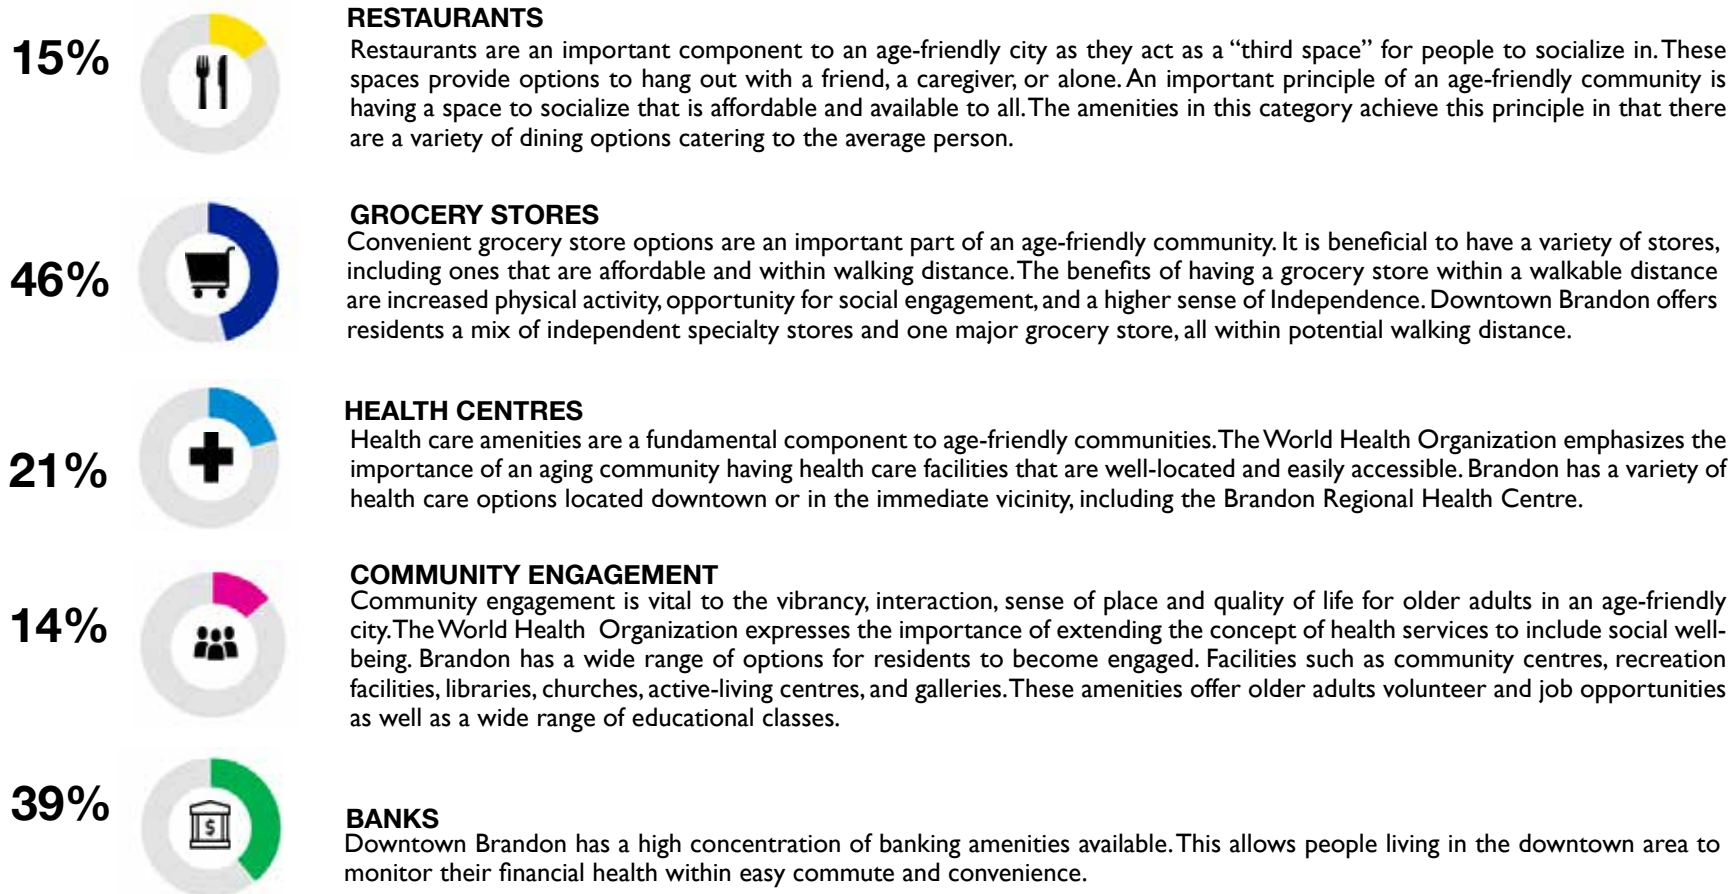 15%
RESTAURANTS
Restaurants are an important component to an age-friendly city as they act as a “third space” for people to socialize in. These
spaces provide options to hang out with a friend, a caregiver, or alone. An important principle of an age-friendly community is
having a space to socialize that is affordable and available to all. The amenities in this category achieve this principle in that there
are a variety of dining options catering to the average person.
46%
GROCERY STORES
Convenient grocery store options are an important part of an age-friendly community. It is beneficial to have a variety of stores,
including ones that are affordable and within walking distance. The benefits of having a grocery store within a walkable distance
are increased physical activity, opportunity for social engagement, and a higher sense of Independence. Downtown Brandon offers
residents a mix of independent specialty stores and one major grocery store, all within potential walking distance.
21%
HEALTH CENTRES
Health care amenities are a fundamental component to age-friendly communities. The World Health Organization emphasizes the
importance of an aging community having health care facilities that are well-located and easily accessible. Brandon has a variety of
health care options located downtown or in the immediate vicinity, including the Brandon Regional Health Centre.
14%
COMMUNITY ENGAGEMENT
Community engagement is vital to the vibrancy, interaction, sense of place and quality of life for older adults in an age-friendly
city. The World Health Organization expresses the importance of extending the concept of health services to include social well-
being. Brandon has a wide range of options for residents to become engaged. Facilities such as community centres, recreation
facilities, libraries, churches, active-living centres, and galleries. These amenities offer older adults volunteer and job opportunities
as well as a wide range of educational classes.
39%
$
BANKS
Downtown Brandon has a high concentration of banking amenities available. This allows people living in the downtown area to
monitor their financial health within easy commute and convenience.